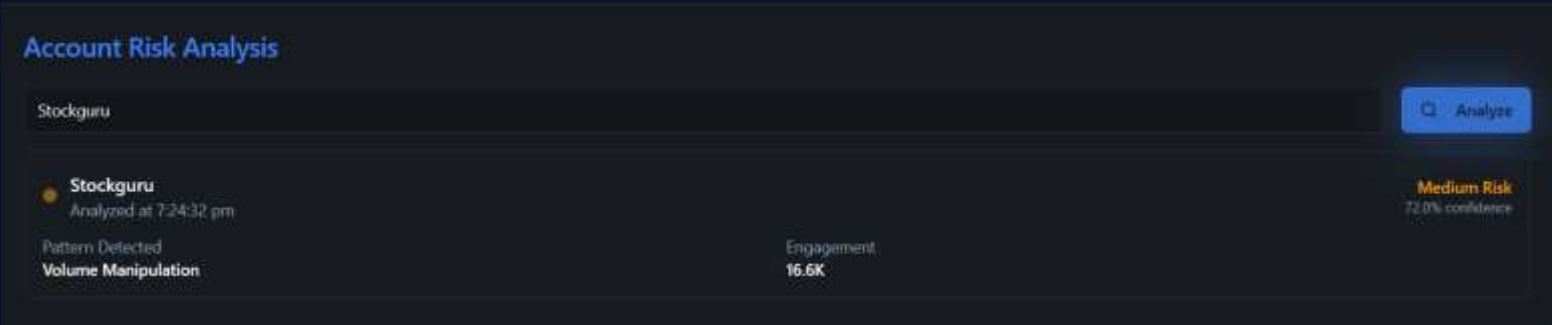 Account Risk Analysis
Stockguru
Analyze
Stockguru
Medium Risk
Analyzed at 7:24:32 pm
72.0% confidence
Pattern Detected
Engagement
Volume Manipulation
16.6K